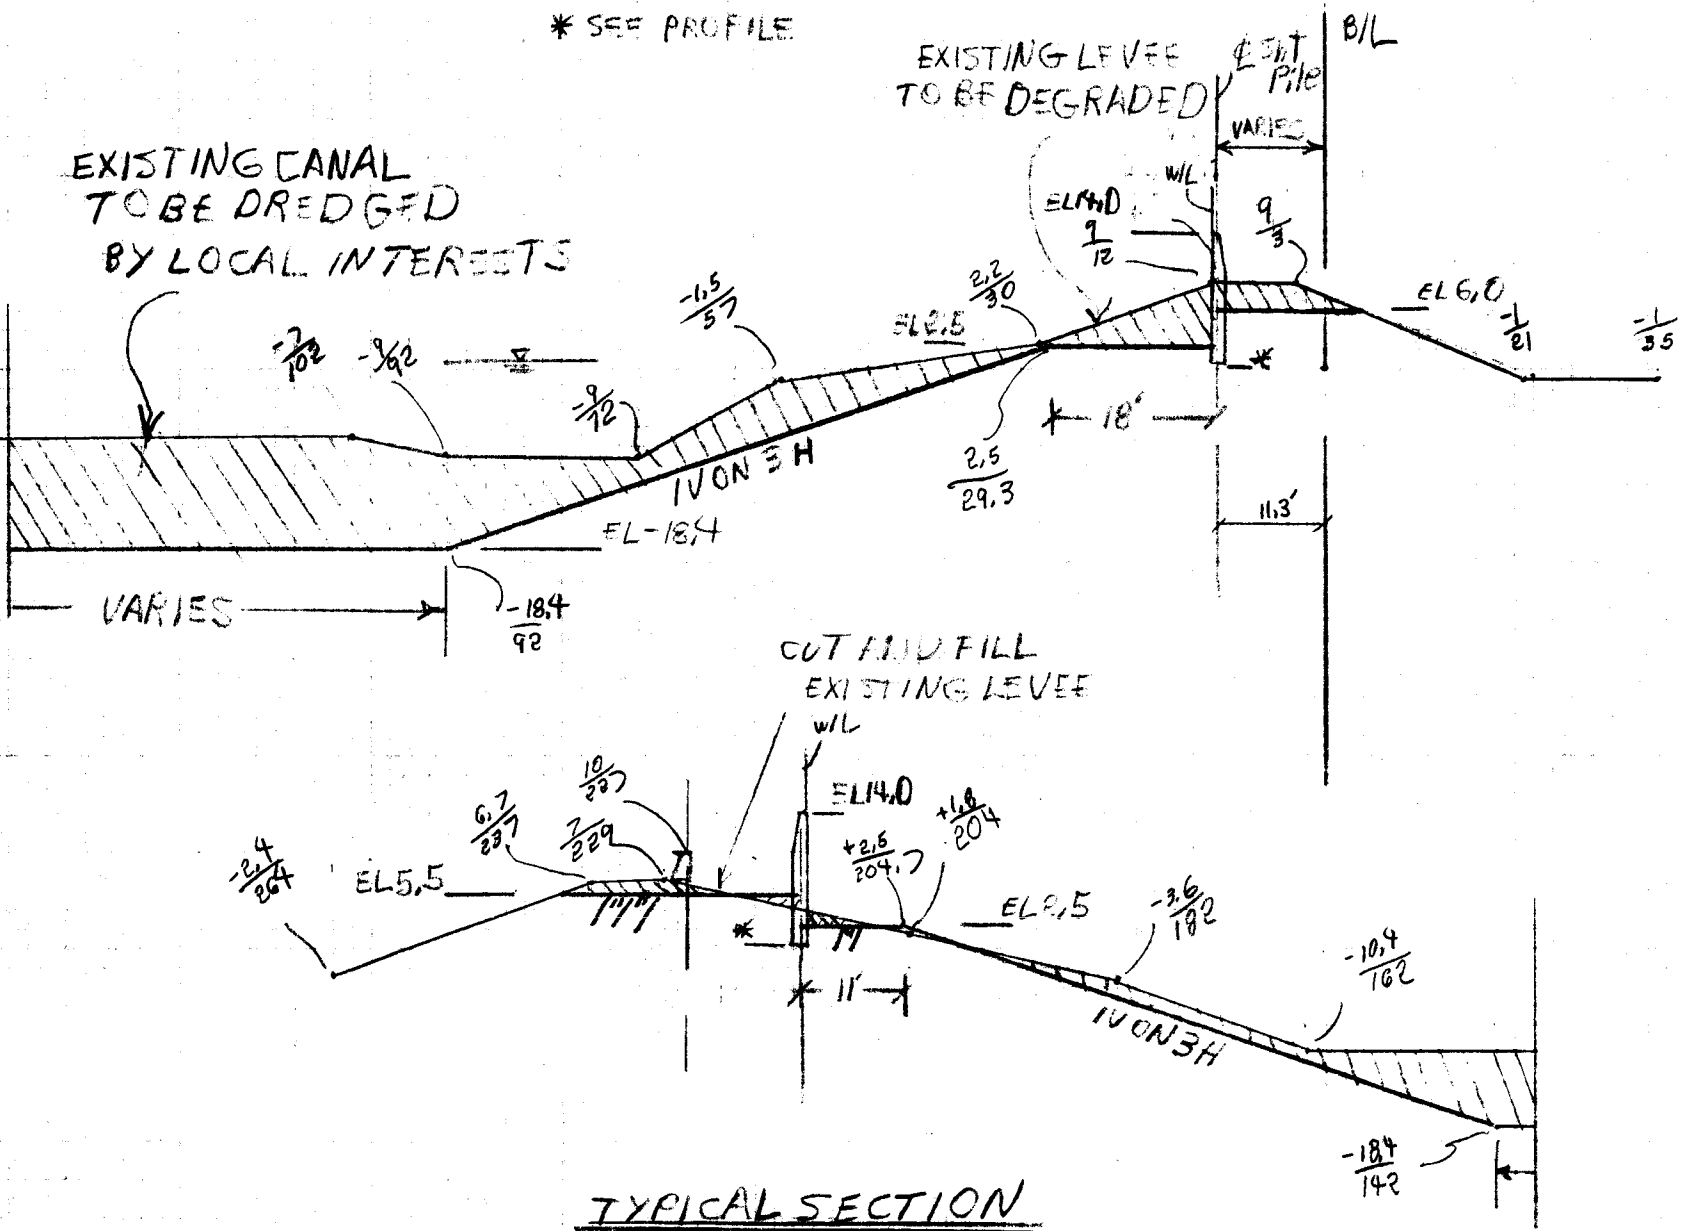 * SEE PROFILE
B/L
EXISTING LEVEE
TO BE DEGRADED
℄ Pile
VARIES
EXISTING CANAL
TO BE DREDGED
BY LOCAL INTERESTS
W/L
EL14.0
9/12
9/3
-1.5/57
2.2/30
EL2.5
EL 6.0
-1/21
-1/35
-7/102
-9/92
-9/72
*
18'
1V ON 3 H
2.5/29.3
11.3'
EL-18.4
VARIES
-18.4/92
CUT AND FILL
EXISTING LEVEE
W/L
10/227
EL14.0
6.7/237
7/229
+1.8/204
+2.5/204.7
-2.4/264
EL5.5
EL2.5
-3.6/182
*
-10.4/162
11'
1V ON 3H
-18.4/142
TYPICAL SECTION